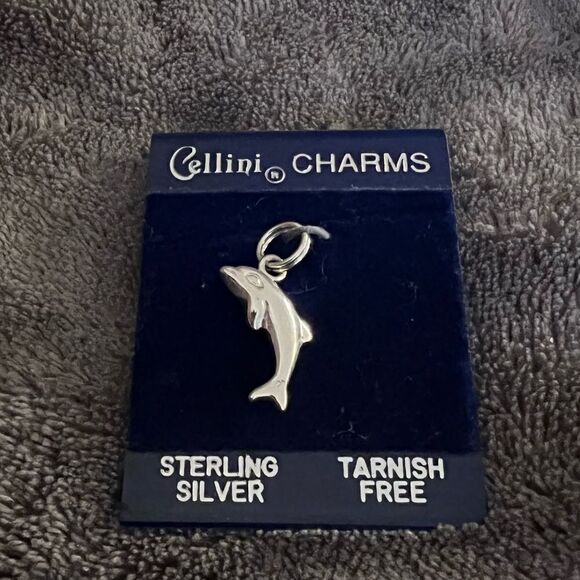 Cellini® CHARMS
STERLING SILVER
TARNISH FREE